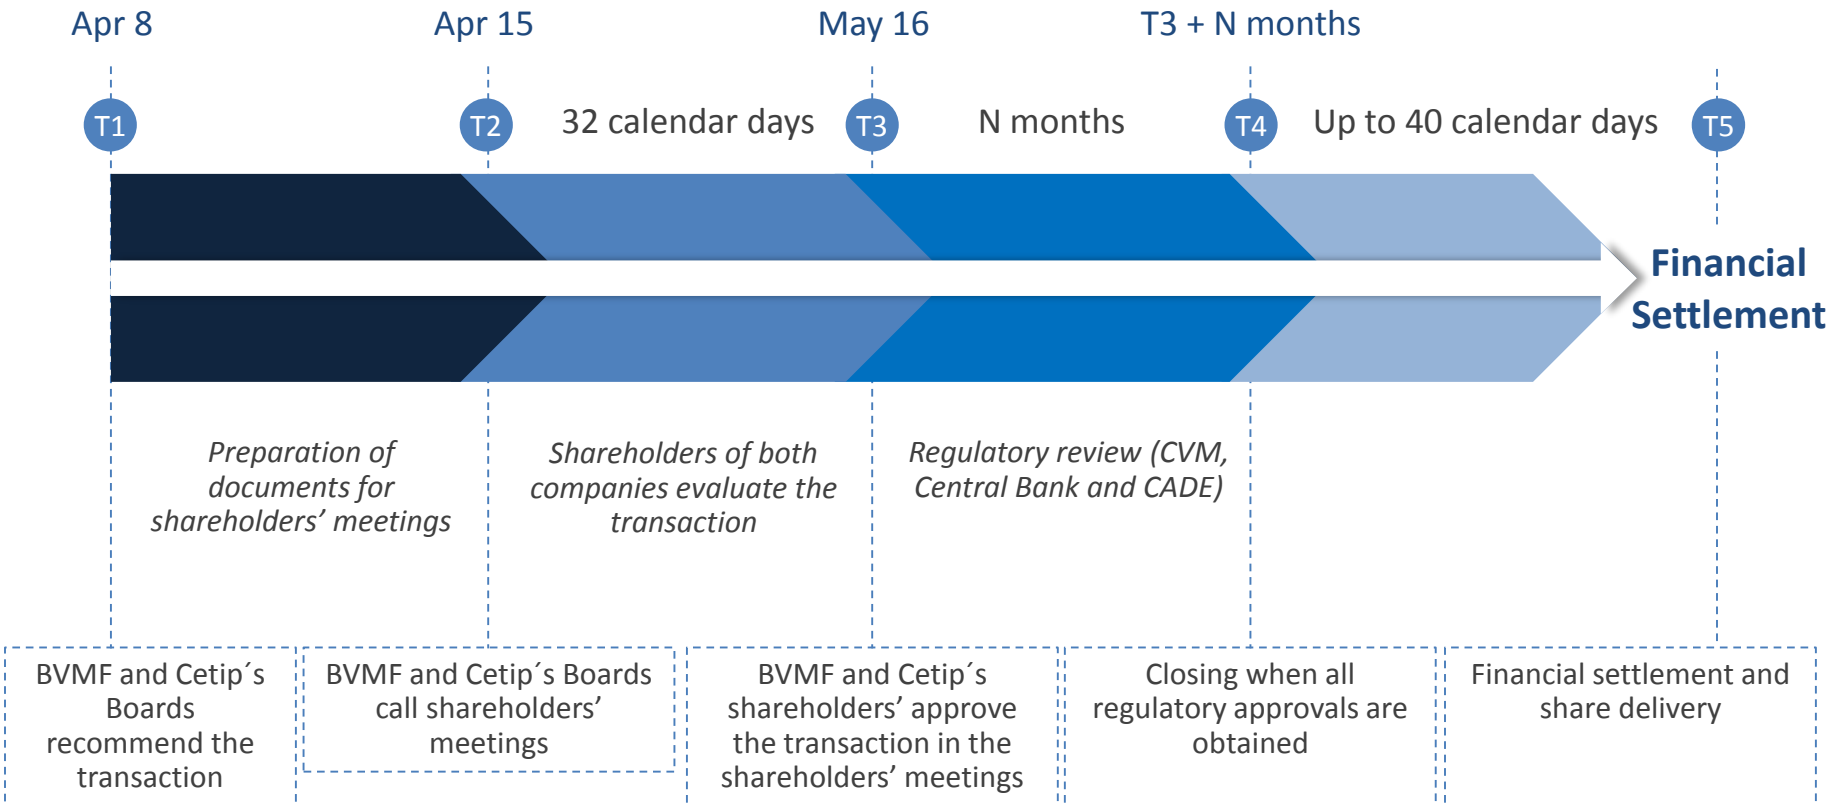 Apr 8
Apr 15
May 16
T3 + N months
T1
T2
32 calendar days
T3
N months
T4
Up to 40 calendar days
T5
Financial
Settlement
Preparation of
documents for
shareholders’ meetings
Shareholders of both
companies evaluate the
transaction
Regulatory review (CVM,
Central Bank and CADE)
BVMF and Cetip´s
Boards
recommend the
transaction
BVMF and Cetip´s Boards
call shareholders’
meetings
BVMF and Cetip´s
shareholders’ approve
the transaction in the
shareholders’ meetings
Closing when all
regulatory approvals are
obtained
Financial settlement and
share delivery